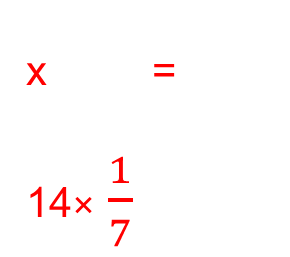 x =
14× 1/7